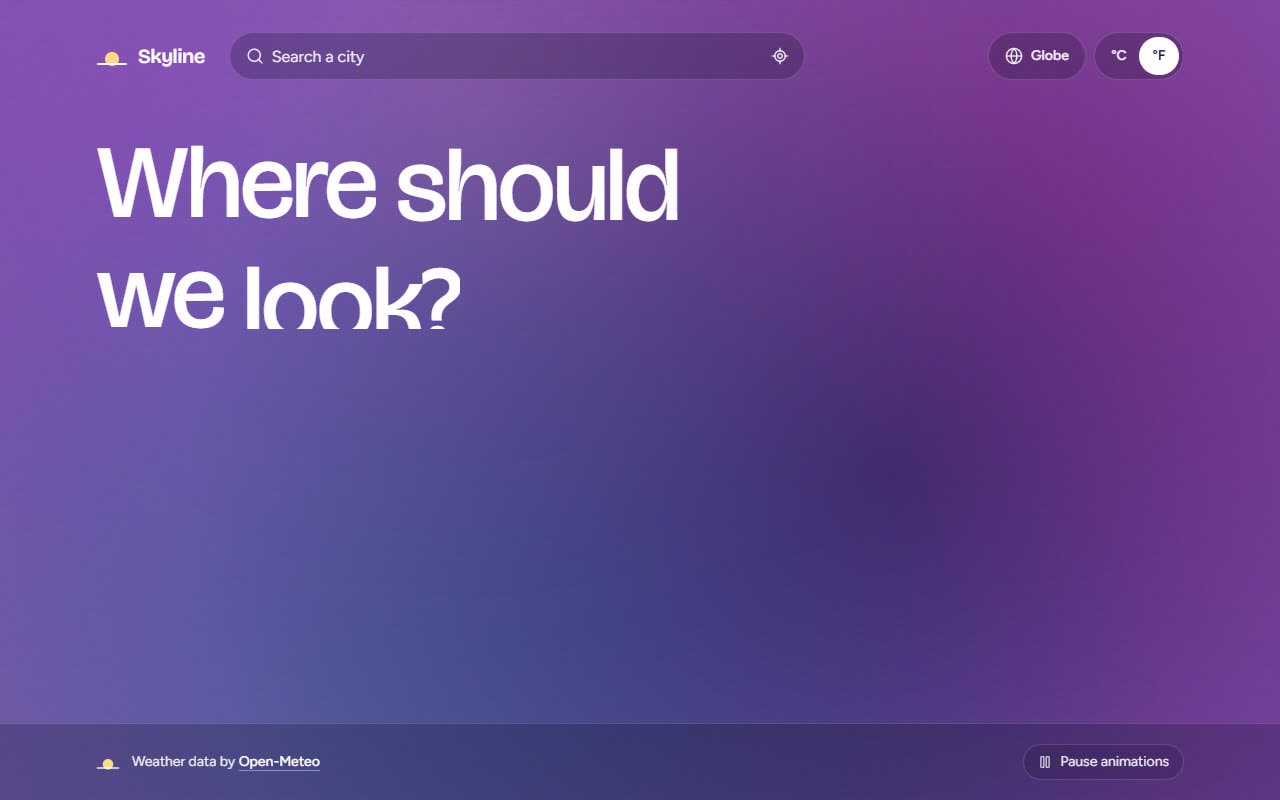 Skyline
Search a city
Globe
°C
°F
Where should
we look?
Weather data by Open-Meteo
Pause animations